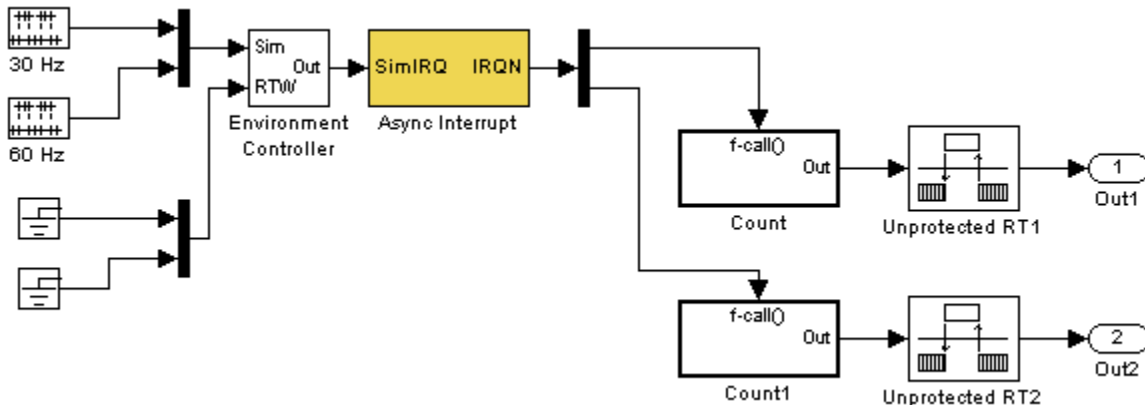 30 Hz
60 Hz
Sim
Out
RTW
Environment
Controller
SimIRQ IRQN
Async Interrupt
f-call()
Out
Count
Unprotected RT1
1
Out1
f-call()
Out
Count1
Unprotected RT2
2
Out2